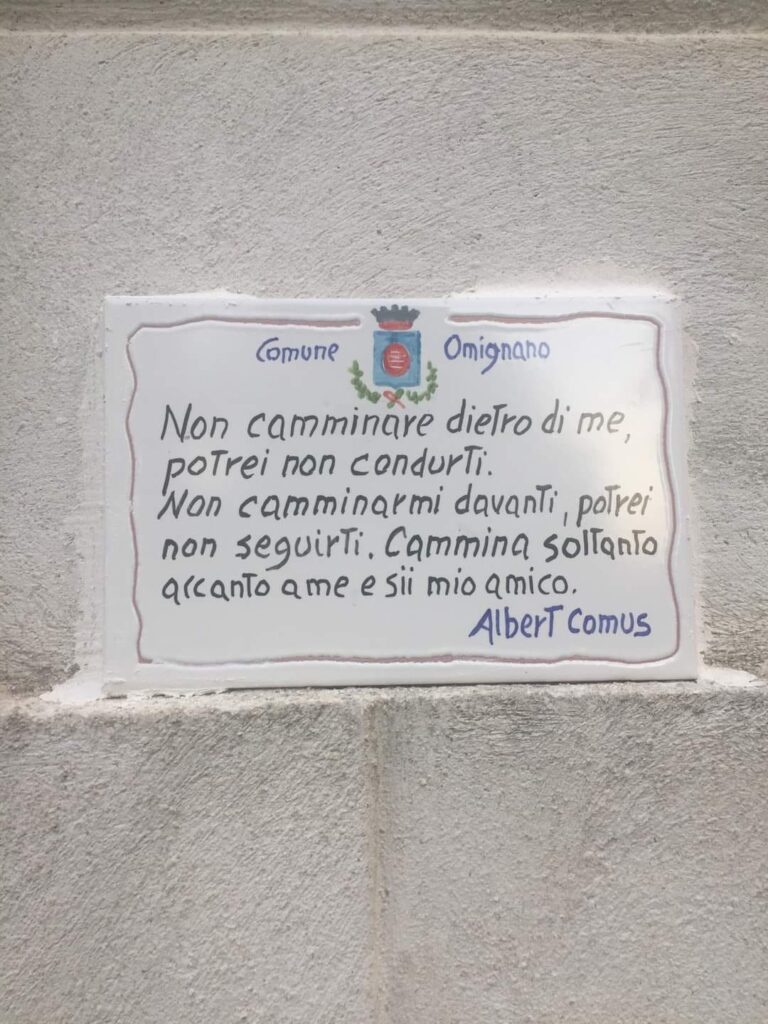 Comune Omignano
Non camminare dietro di me,
potrei non condurti.
Non camminarmi davanti, potrei
non seguirti. Cammina soltanto
accanto a me e sii mio amico.
Albert Comus